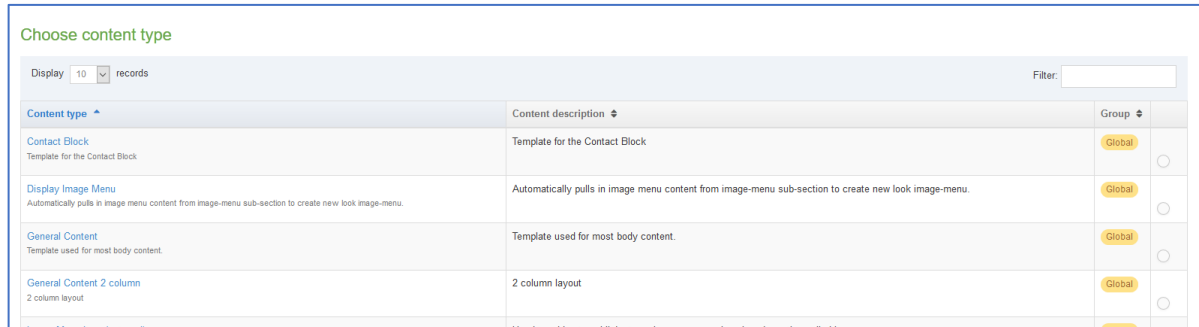 Choose content type
Display 10 records Filter:
Content type Content description Group
Contact Block Template for the Contact Block Global
Template for the Contact Block
Display Image Menu Automatically pulls in image menu content from image-menu sub-section to create new look image-menu. Global
Automatically pulls in image menu content from image-menu sub-section to create new look image-menu.
General Content Template used for most body content. Global
Template used for most body content.
General Content 2 column 2 column layout Global
2 column layout